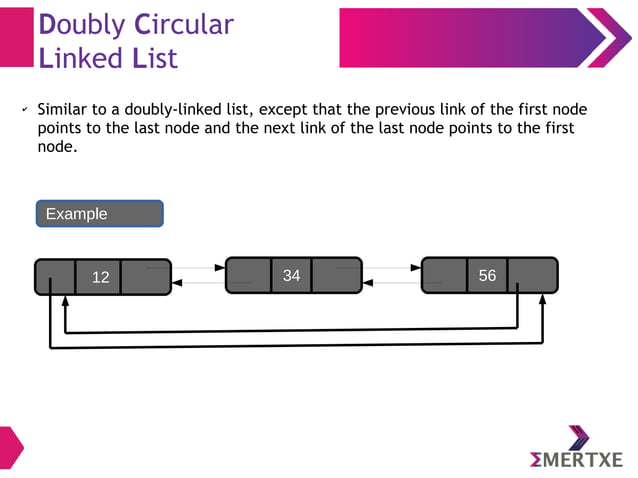 Doubly Circular
Linked List
✔ Similar to a doubly-linked list, except that the previous link of the first node
points to the last node and the next link of the last node points to the first
node.
Example
12 34 56
EMERTXE